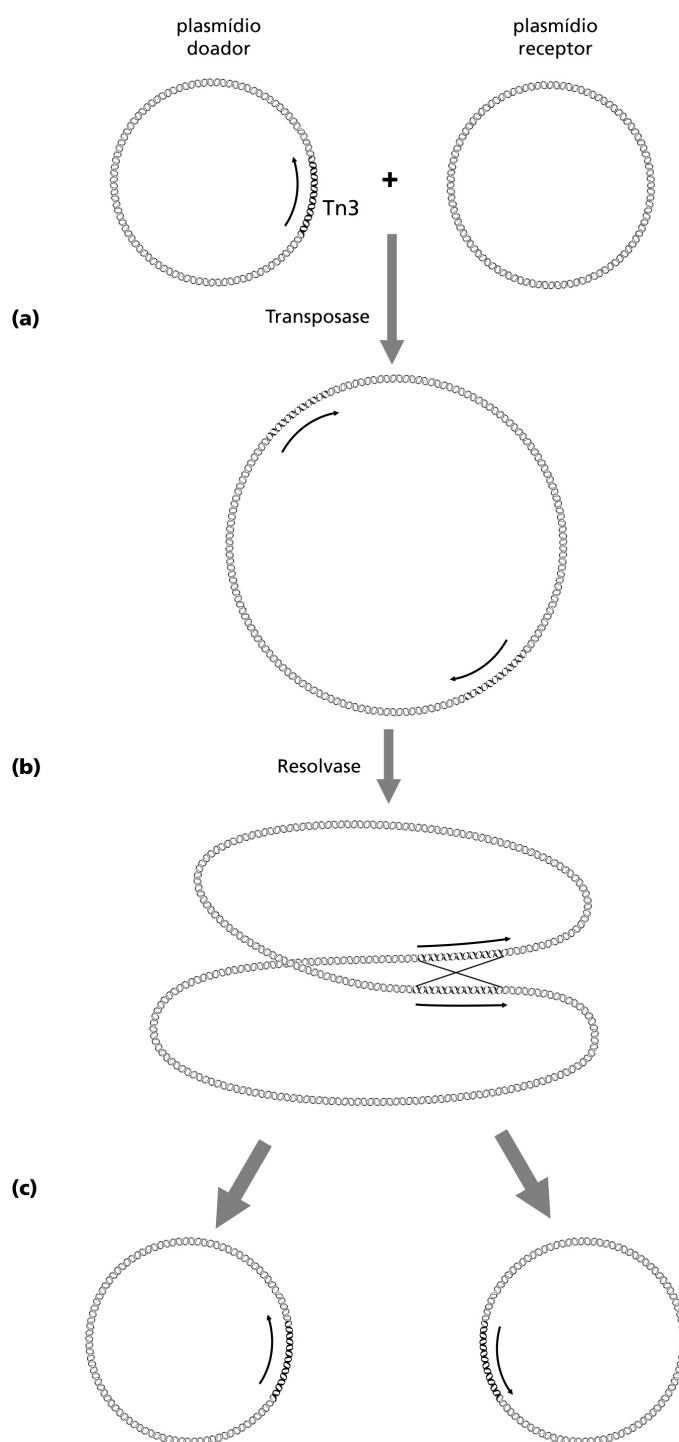 plasmídio
doador
plasmídio
receptor
+
Tn3
(a)
Transposase
(b)
Resolvase
(c)